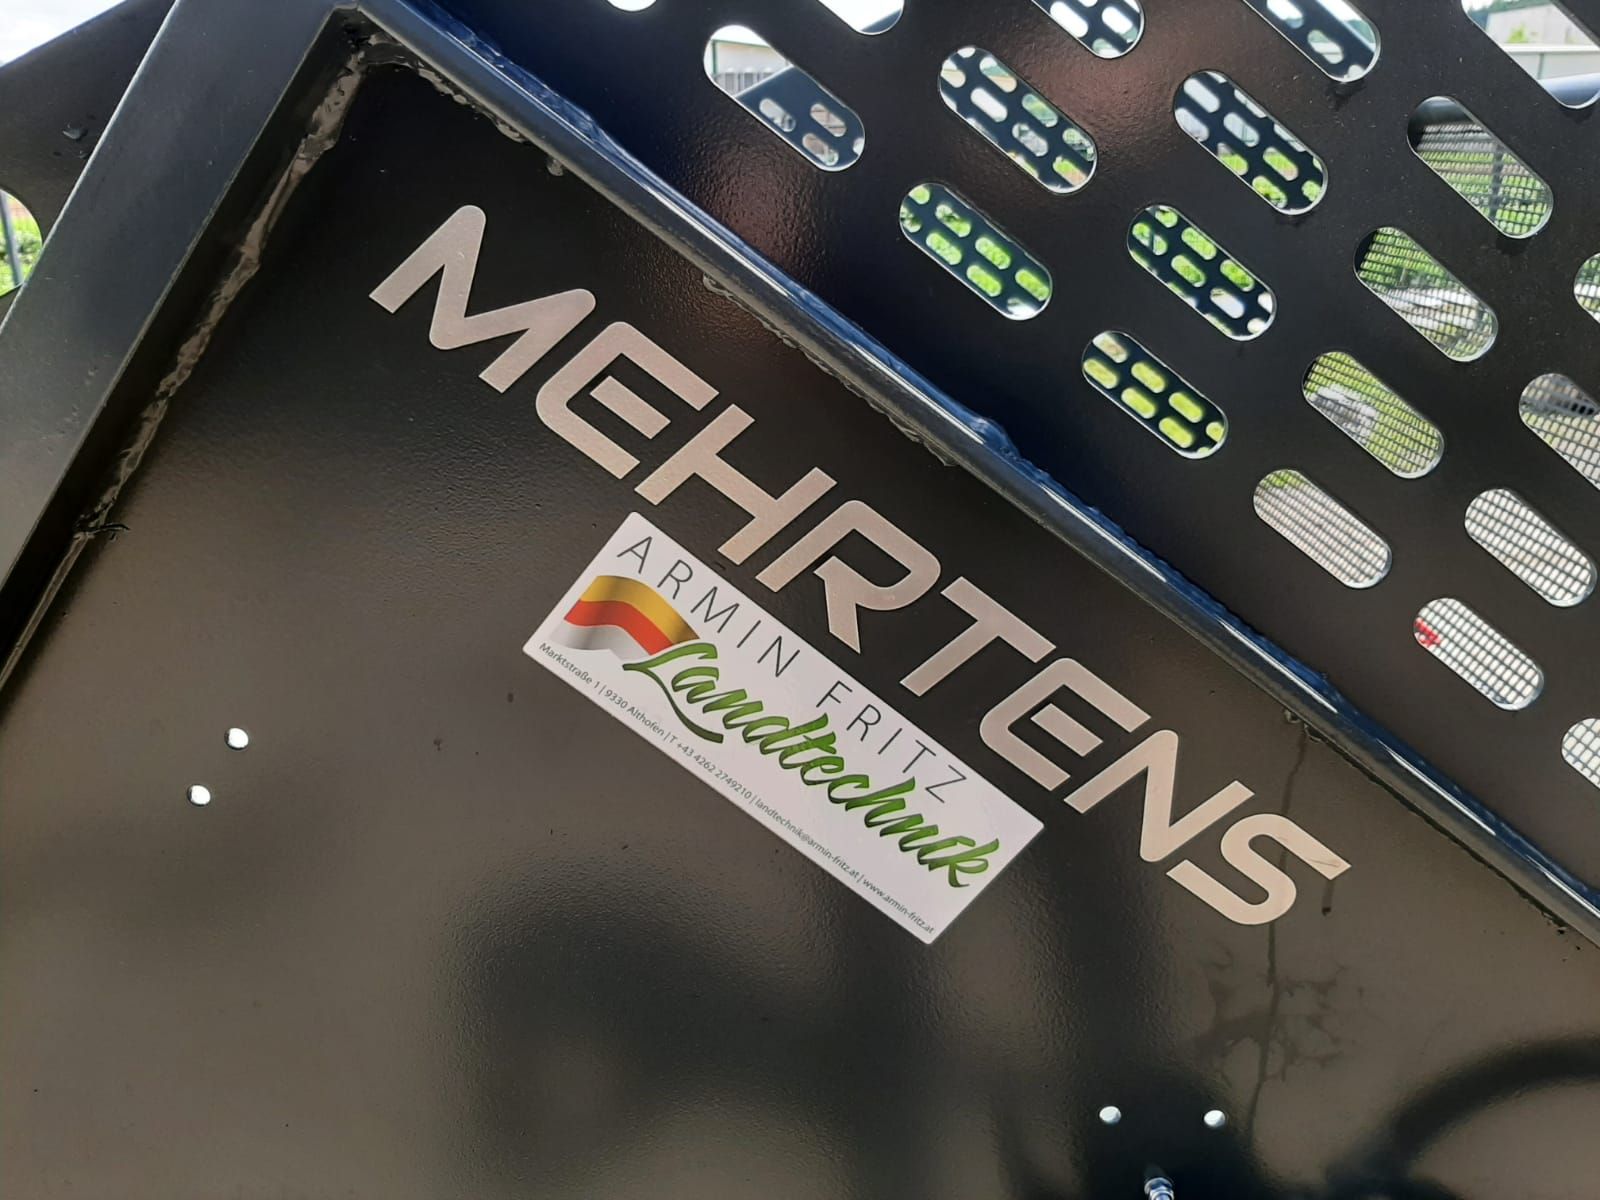 MEHRTENS
ARMIN FRITZ
Landtechnik
Marktstraße 1 | 9330 Althofen | T +43 4262 2749210 | landtechnik@armin-fritz.at | www.armin-fritz.at